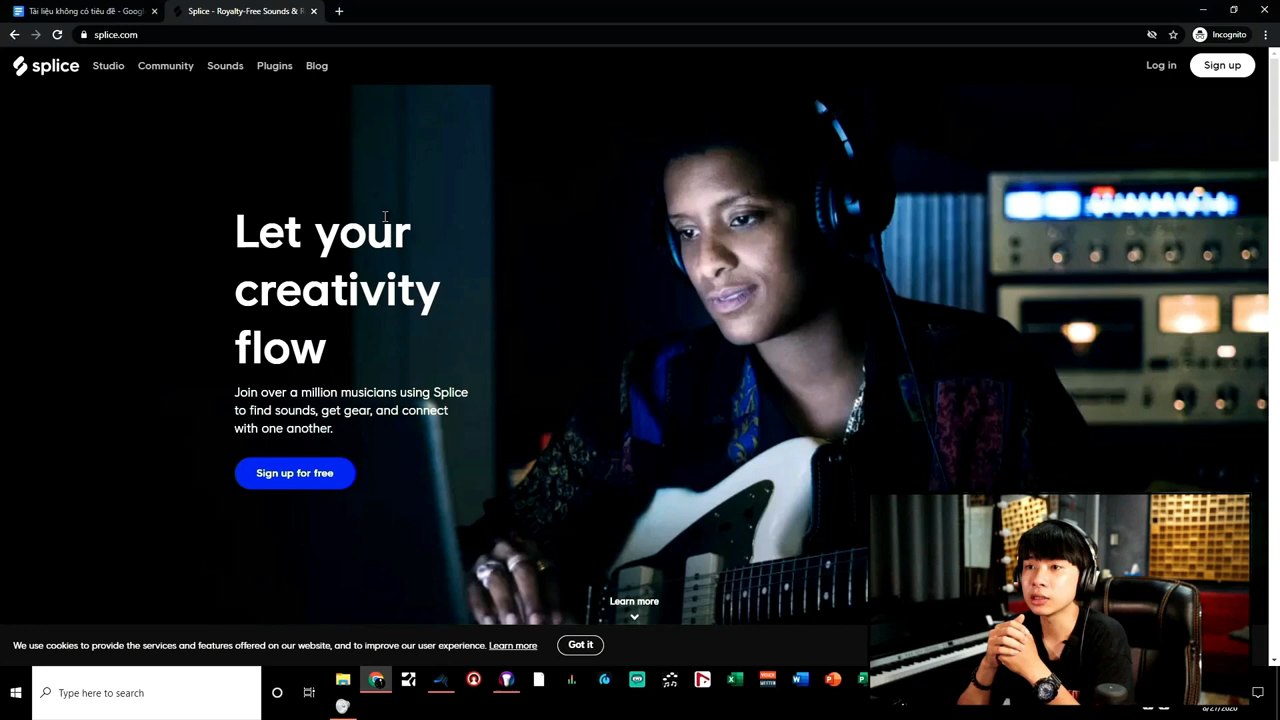 Tài liệu không có tiêu đề - Googl
Splice - Royalty-Free Sounds & R
splice.com
Incognito
splice
Studio
Community
Sounds
Plugins
Blog
Log in
Sign up
Let your
creativity
flow
Join over a million musicians using Splice
to find sounds, get gear, and connect
with one another.
Sign up for free
Learn more
We use cookies to provide the services and features offered on our website, and to improve our user experience. Learn more
Got it
Type here to search